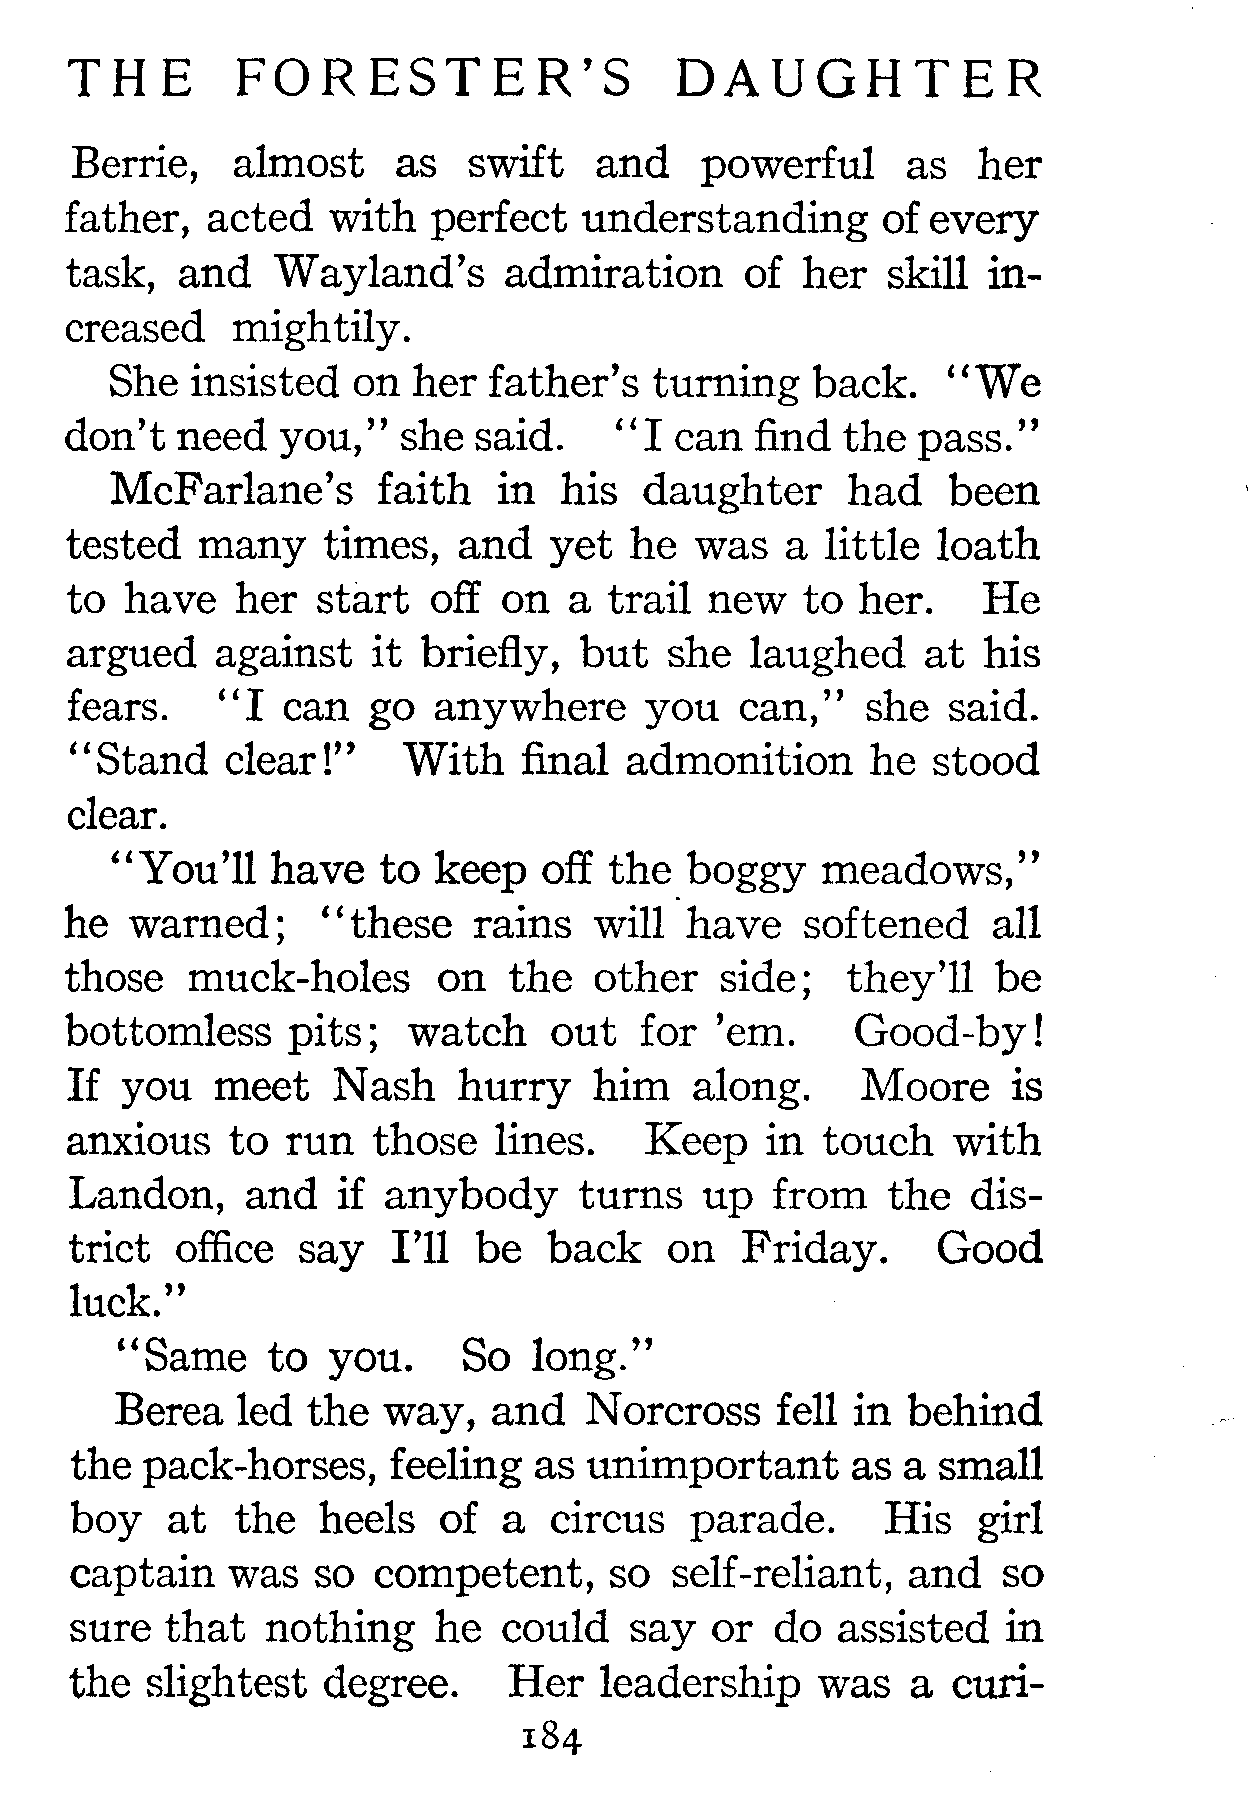 THE FORESTER'S DAUGHTER
Berrie, almost as swift and powerful as her
father, acted with perfect understanding of every
task, and Wayland's admiration of her skill in-
creased mightily.
She insisted on her father's turning back. "We
don't need you," she said. "I can find the pass."
McFarlane's faith in his daughter had been
tested many times, and yet he was a little loath
to have her start off on a trail new to her. He
argued against it briefly, but she laughed at his
fears. "I can go anywhere you can," she said.
"Stand clear!" With final admonition he stood
clear.
"You'll have to keep off the boggy meadows,"
he warned; "these rains will have softened all
those muck-holes on the other side; they'll be
bottomless pits; watch out for 'em. Good-by!
If you meet Nash hurry him along. Moore is
anxious to run those lines. Keep in touch with
Landon, and if anybody turns up from the dis-
trict office say I'll be back on Friday. Good
luck."
"Same to you. So long."
Berea led the way, and Norcross fell in behind
the pack-horses, feeling as unimportant as a small
boy at the heels of a circus parade. His girl
captain was so competent, so self-reliant, and so
sure that nothing he could say or do assisted in
the slightest degree. Her leadership was a curi-
184